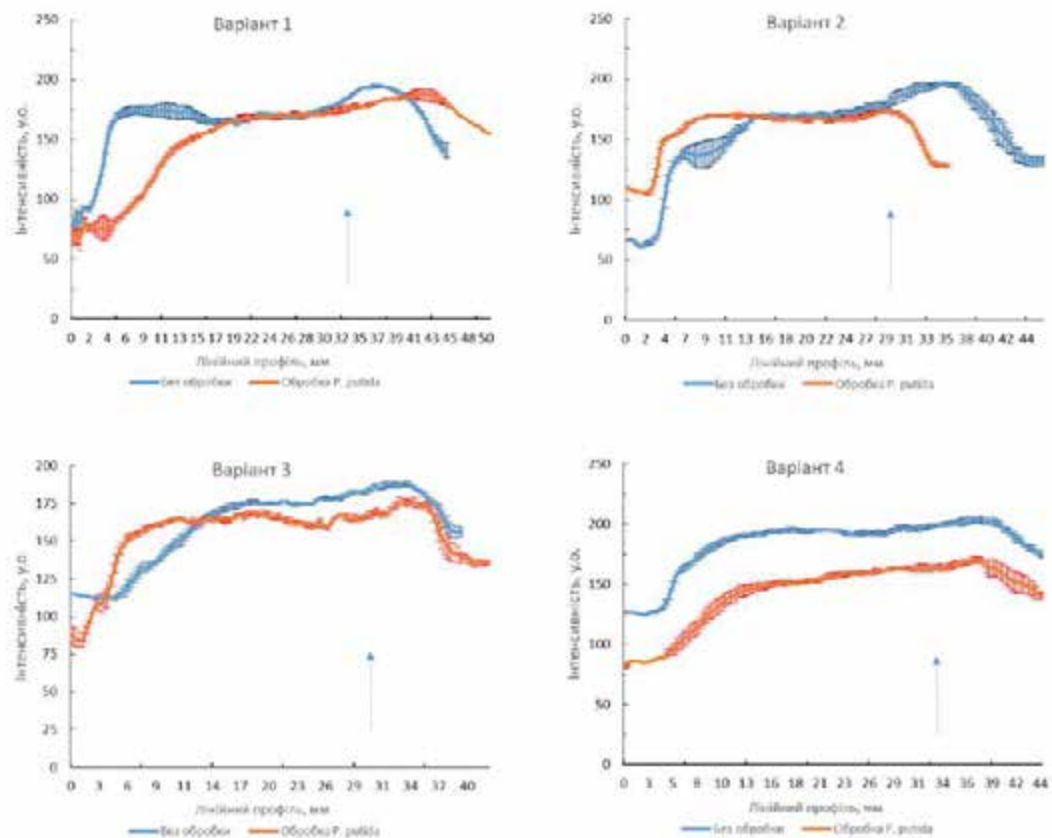 Варіант 1
Інтенсивність, у.о.
250
200
150
100
50
0
0 2 4 6 9 11 13 15 17 19 22 24 26 28 30 32 35 37 39 41 43 45 48 50
Лінійний профіль, мм
Без обробки Обробка P. putida
Варіант 2
Інтенсивність, у.о.
250
200
150
100
50
0
0 2 4 7 9 11 13 16 18 20 22 24 27 29 31 33 35 38 40 42 44
Лінійний профіль, мм
Без обробки Обробка P. putida
Варіант 3
Інтенсивність, у.о
200
175
150
125
100
75
50
25
0
0 3 6 9 11 14 17 20 23 26 28 31 34 37 40
Лінійний профіль, мм
Без обробки Обробка P. putida
Варіант 4
Інтенсивність, у.о.
250
200
150
100
50
0
0 3 5 8 10 13 16 18 21 23 26 29 31 34 36 39 41 44
Лінійний профіль, мм
Без обробки Обробка P. putida